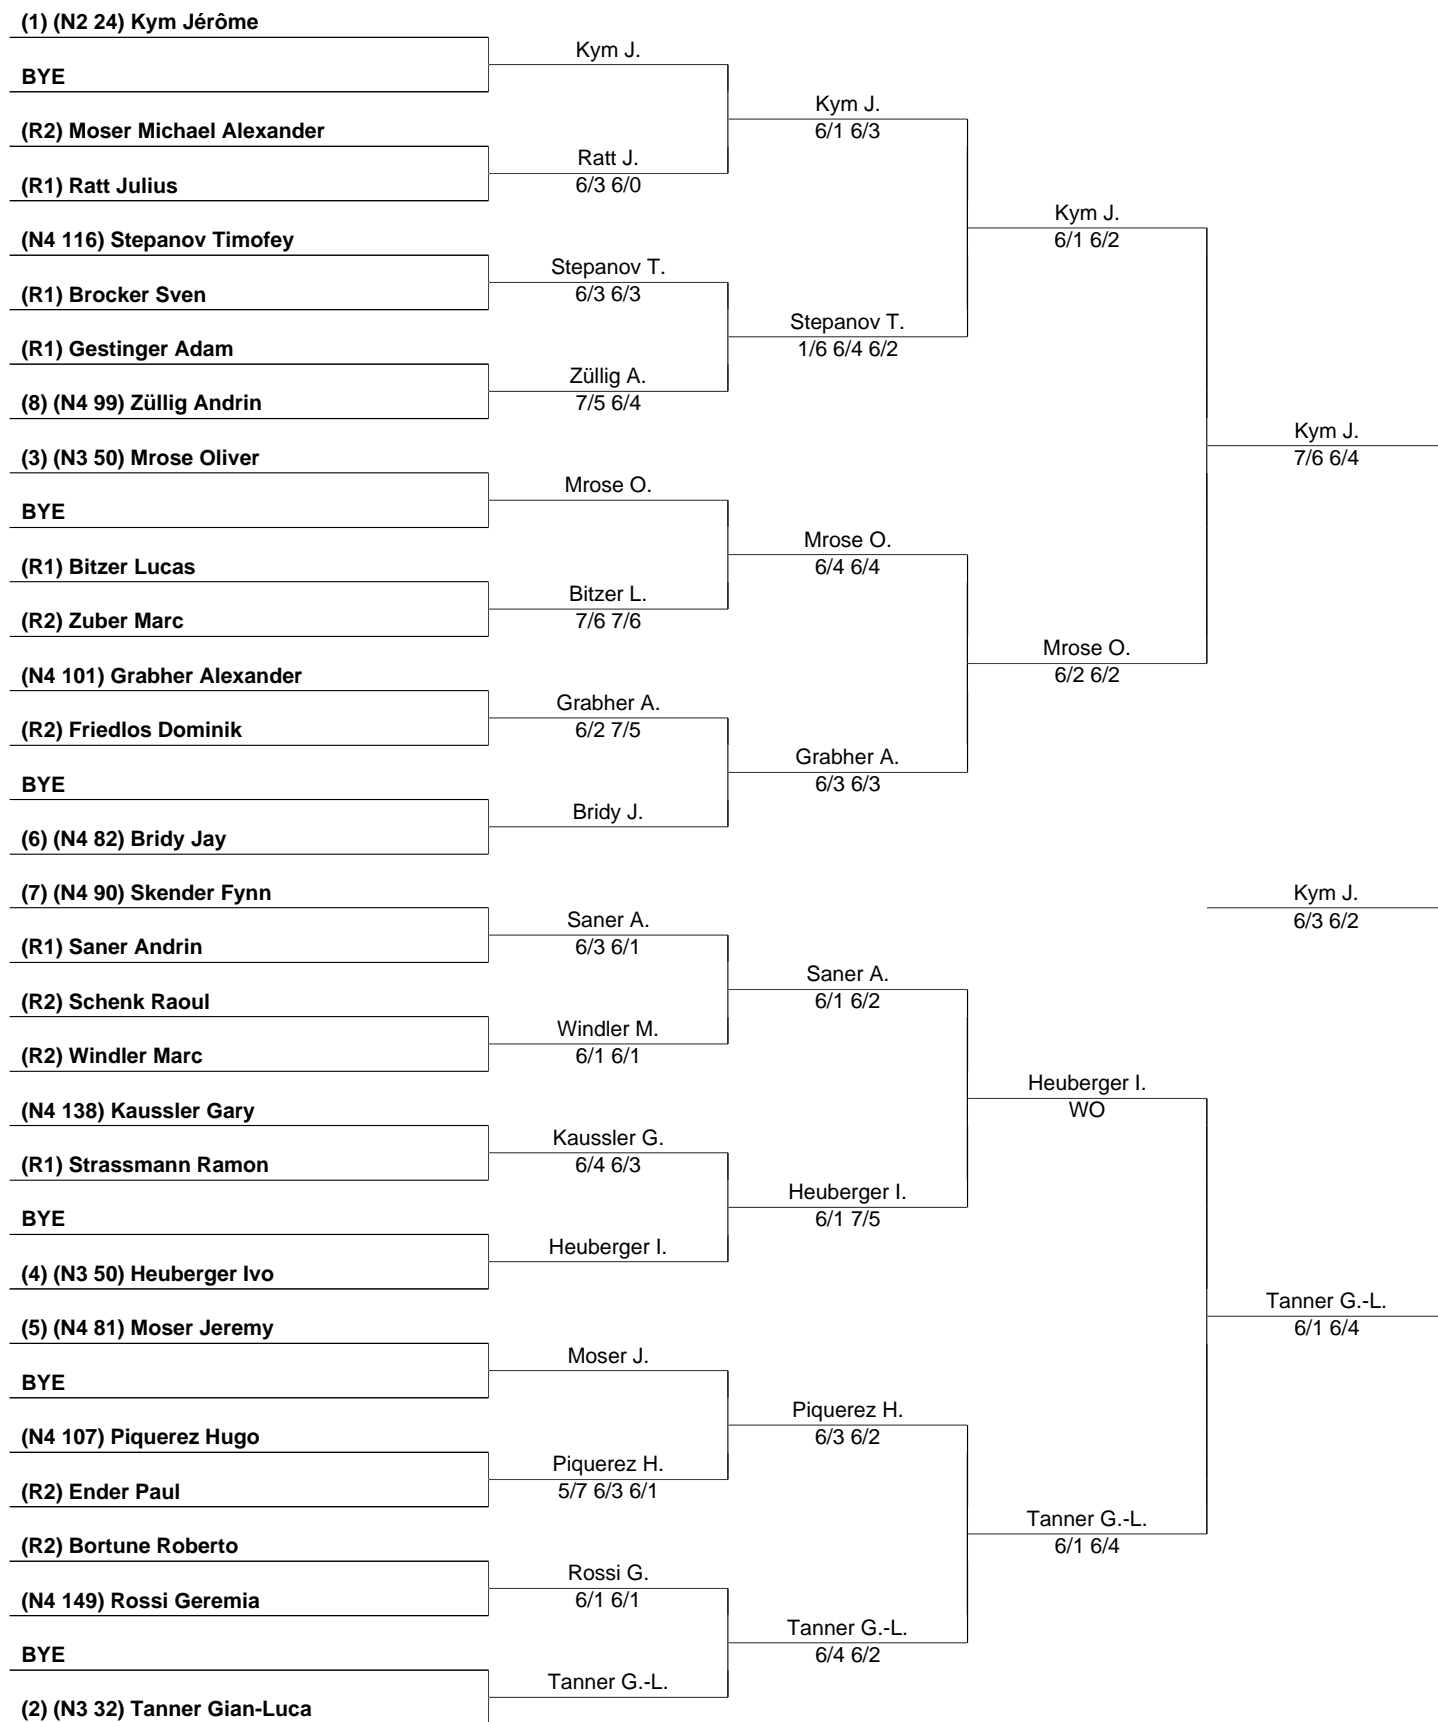 (1) (N2 24) Kym Jérôme
BYE
(R2) Moser Michael Alexander
(R1) Ratt Julius
(N4 116) Stepanov Timofey
(R1) Brocker Sven
(R1) Gestinger Adam
(8) (N4 99) Züllig Andrin
(3) (N3 50) Mrose Oliver
BYE
(R1) Bitzer Lucas
(R2) Zuber Marc
(N4 101) Grabher Alexander
(R2) Friedlos Dominik
BYE
(6) (N4 82) Bridy Jay
(7) (N4 90) Skender Fynn
(R1) Saner Andrin
(R2) Schenk Raoul
(R2) Windler Marc
(N4 138) Kaussler Gary
(R1) Strassmann Ramon
BYE
(4) (N3 50) Heuberger Ivo
(5) (N4 81) Moser Jeremy
BYE
(N4 107) Piquerez Hugo
(R2) Ender Paul
(R2) Bortune Roberto
(N4 149) Rossi Geremia
BYE
(2) (N3 32) Tanner Gian-Luca
Kym J.
Ratt J.
6/3 6/0
Stepanov T.
6/3 6/3
Züllig A.
7/5 6/4
Mrose O.
Bitzer L.
7/6 7/6
Grabher A.
6/2 7/5
Bridy J.
Saner A.
6/3 6/1
Windler M.
6/1 6/1
Kaussler G.
6/4 6/3
Heuberger I.
Moser J.
Piquerez H.
5/7 6/3 6/1
Rossi G.
6/1 6/1
Tanner G.-L.
Kym J.
6/1 6/3
Stepanov T.
1/6 6/4 6/2
Mrose O.
6/4 6/4
Grabher A.
6/3 6/3
Saner A.
6/1 6/2
Heuberger I.
6/1 7/5
Piquerez H.
6/3 6/2
Tanner G.-L.
6/4 6/2
Kym J.
6/1 6/2
Mrose O.
6/2 6/2
Heuberger I.
WO
Tanner G.-L.
6/1 6/4
Kym J.
7/6 6/4
Kym J.
6/3 6/2
Tanner G.-L.
6/1 6/4